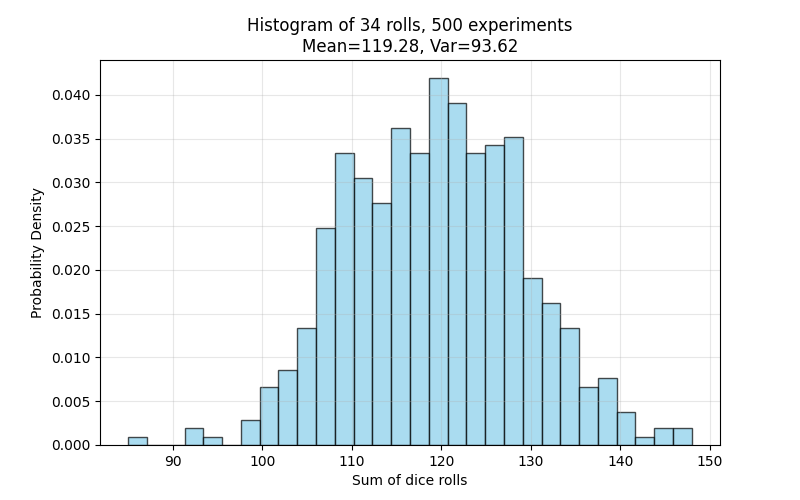 Histogram of 34 rolls, 500 experiments
Mean=119.28, Var=93.62
0.040
0.035
0.030
0.025
0.020
0.015
0.010
0.005
0.000
Probability Density
90 100 110 120 130 140 150
Sum of dice rolls